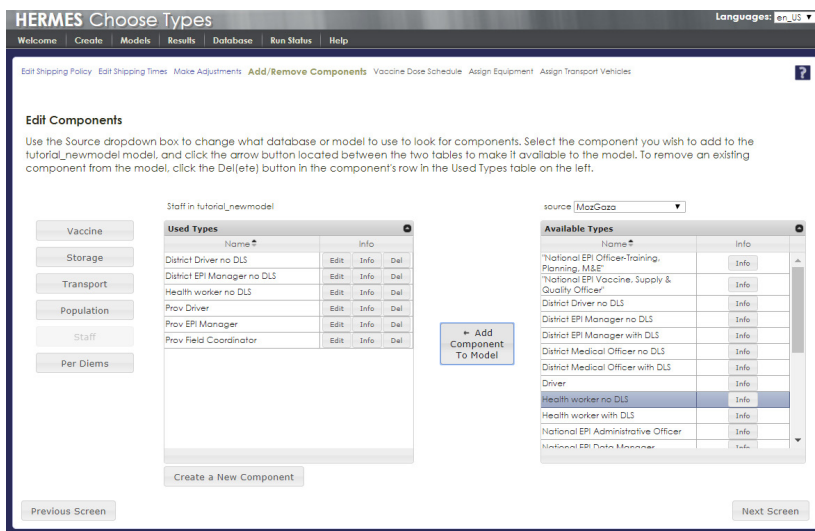 HERMES Choose Types
Languages: en_US ▼
Welcome Create Models Results Database Run Status Help
Edit Shipping Policy Edit Shipping Times Make Adjustments Add/Remove Components Vaccine Dose Schedule Assign Equipment Assign Transport Vehicles
?
Edit Components
Use the Source dropdown box to change what database or model to use to look for components. Select the component you wish to add to the
tutorial_newmodel model, and click the arrow button located between the two tables to make it available to the model. To remove an existing
component from the model, click the Del(ete) button in the component's row in the Used Types table on the left.
Vaccine
Storage
Transport
Population
Staff
Per Diems
Staff in tutorial_newmodel
Used Types
Name Info
District Driver no DLS Edit Info Del
District EPI Manager no DLS Edit Info Del
Health worker no DLS Edit Info Del
Prov Driver Edit Info Del
Prov EPI Manager Edit Info Del
Prov Field Coordinator Edit Info Del
Create a New Component
← Add
Component
To Model
source MozGaza ▼
Available Types
Name Info
"National EPI Officer-Training,
Planning, M&E" Info
"National EPI Vaccine, Supply &
Quality Officer" Info
District Driver no DLS Info
District EPI Manager no DLS Info
District EPI Manager with DLS Info
District Medical Officer no DLS Info
District Medical Officer with DLS Info
Driver Info
Health worker no DLS Info
Health worker with DLS Info
National EPI Administrative Officer Info
National EPI Data Manager Info
Previous Screen
Next Screen